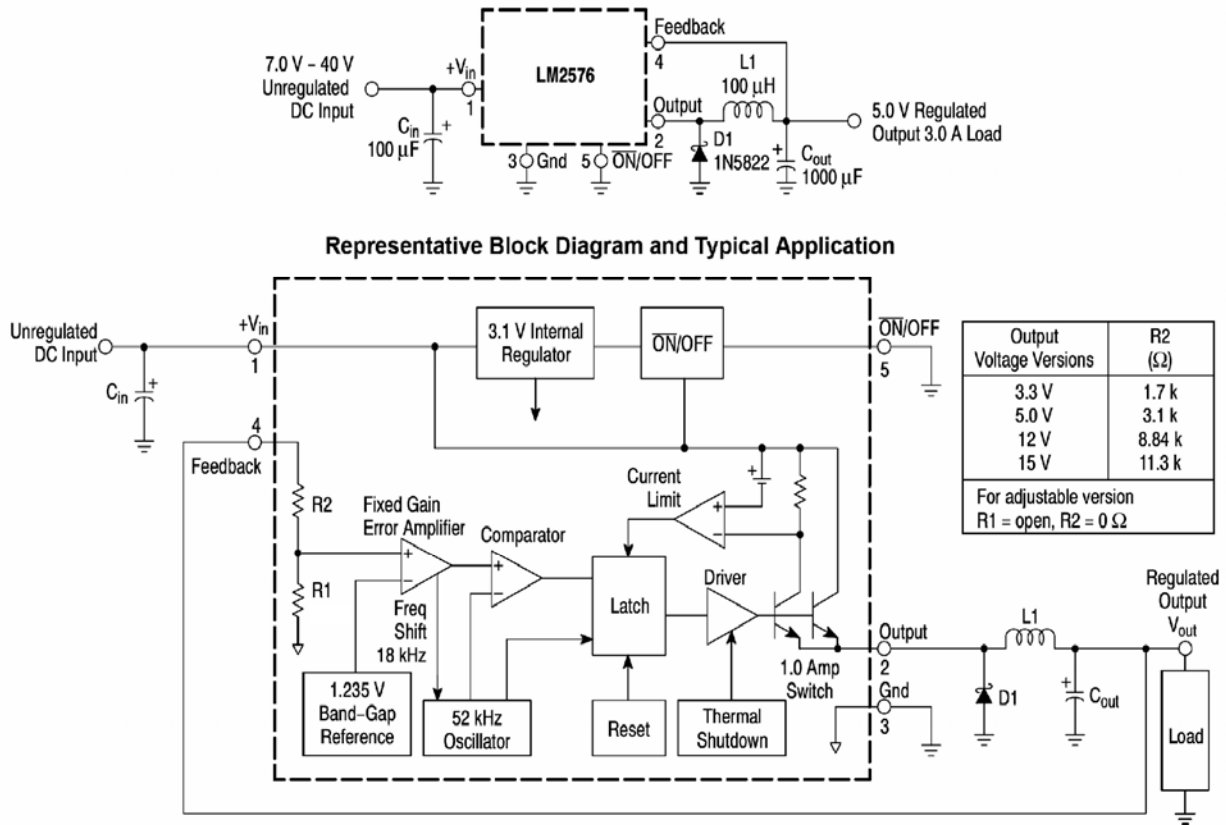 Feedback
4
7.0 V – 40 V
Unregulated
DC Input
+Vin
1
LM2576
L1
100 μH
Output
2
5.0 V Regulated
Output 3.0 A Load
Cin
100 μF
+
3
Gnd
5
ON/OFF
D1
1N5822
+
Cout
1000 μF
Representative Block Diagram and Typical Application
Unregulated
DC Input
+Vin
1
3.1 V Internal
Regulator
ON/OFF
ON/OFF
5
Cin
+
Output
Voltage Versions
R2
(Ω)
3.3 V
1.7 k
5.0 V
3.1 k
12 V
8.84 k
15 V
11.3 k
For adjustable version
R1 = open, R2 = 0 Ω
4
Feedback
Current
Limit
+
+
–
R2
Fixed Gain
Error Amplifier
Comparator
+
–
+
–
R1
Freq
Shift
18 kHz
Latch
Driver
Regulated
Output
Vout
L1
Output
2
1.0 Amp
Switch
Gnd
3
D1
+
Cout
1.235 V
Band–Gap
Reference
52 kHz
Oscillator
Reset
Thermal
Shutdown
Load